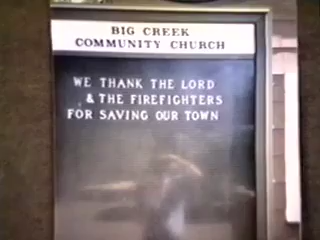 BIG CREEK
COMMUNITY CHURCH
WE THANK THE LORD
& THE FIREFIGHTERS
FOR SAVING OUR TOWN